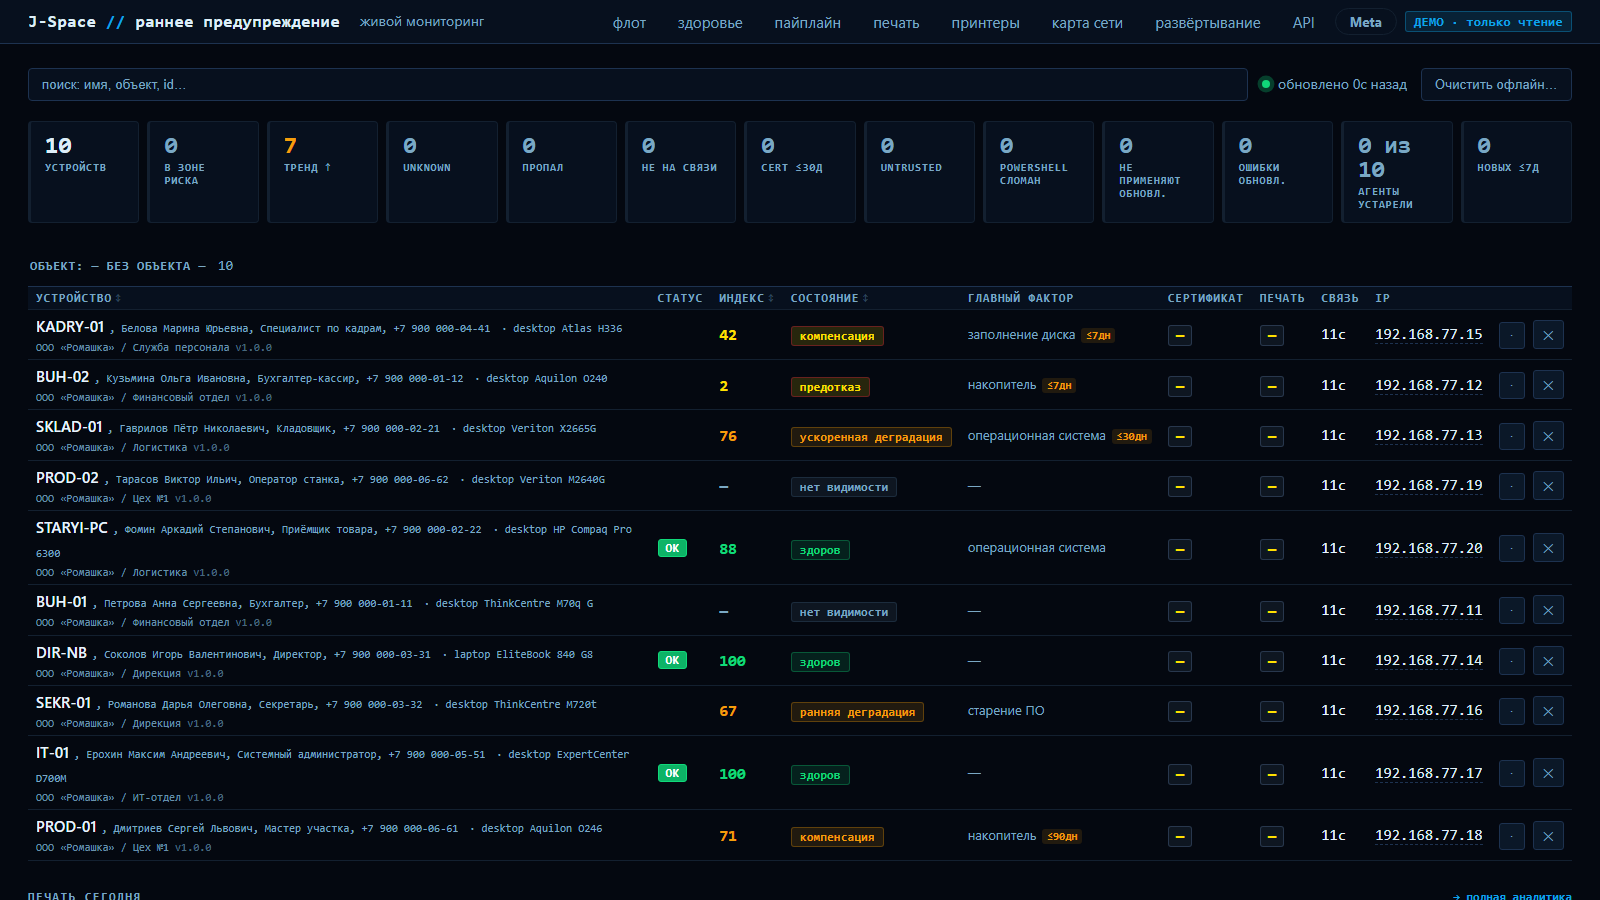 J-Space // раннее предупреждение живой мониторинг флот здоровье пайплайн печать принтеры карта сети развёртывание API Meta ДЕМО · только чтение
поиск: имя, объект, id… обновлено 0с назад Очистить офлайн…
10 УСТРОЙСТВ
0 В ЗОНЕ РИСКА
7 ТРЕНД ↑
0 UNKNOWN
0 ПРОПАЛ
0 НЕ НА СВЯЗИ
0 CERT ≤30Д
0 UNTRUSTED
0 POWERSHELL СЛОМАН
0 НЕ ПРИМЕНЯЮТ ОБНОВЛ.
0 ОШИБКИ ОБНОВЛ.
0 из 10 АГЕНТЫ УСТАРЕЛИ
0 НОВЫХ ≤7Д
ОБЪЕКТ: — БЕЗ ОБЪЕКТА — 10
УСТРОЙСТВО↕ СТАТУС ИНДЕКС↕ СОСТОЯНИЕ↕ ГЛАВНЫЙ ФАКТОР СЕРТИФИКАТ ПЕЧАТЬ СВЯЗЬ IP
KADRY-01 , Белова Марина Юрьевна, Специалист по кадрам, +7 900 000-04-41 · desktop Atlas H336 42 компенсация заполнение диска ≤7дн — — 11с 192.168.77.15 · ×
ООО «Ромашка» / Служба персонала v1.0.0
BUH-02 , Кузьмина Ольга Ивановна, Бухгалтер-кассир, +7 900 000-01-12 · desktop Aquilon O240 2 предотказ накопитель ≤7дн — — 11с 192.168.77.12 · ×
ООО «Ромашка» / Финансовый отдел v1.0.0
SKLAD-01 , Гаврилов Пётр Николаевич, Кладовщик, +7 900 000-02-21 · desktop Veriton X2665G 76 ускоренная деградация операционная система ≤30дн — — 11с 192.168.77.13 · ×
ООО «Ромашка» / Логистика v1.0.0
PROD-02 , Тарасов Виктор Ильич, Оператор станка, +7 900 000-06-62 · desktop Veriton M2640G — нет видимости — — — 11с 192.168.77.19 · ×
ООО «Ромашка» / Цех №1 v1.0.0
STARYI-PC , Фомин Аркадий Степанович, Приёмщик товара, +7 900 000-02-22 · desktop HP Compaq Pro
6300 OK 88 здоров операционная система — — 11с 192.168.77.20 · ×
ООО «Ромашка» / Логистика v1.0.0
BUH-01 , Петрова Анна Сергеевна, Бухгалтер, +7 900 000-01-11 · desktop ThinkCentre M70q G — нет видимости — — — 11с 192.168.77.11 · ×
ООО «Ромашка» / Финансовый отдел v1.0.0
DIR-NB , Соколов Игорь Валентинович, Директор, +7 900 000-03-31 · laptop EliteBook 840 G8 OK 100 здоров — — — 11с 192.168.77.14 · ×
ООО «Ромашка» / Дирекция v1.0.0
SEKR-01 , Романова Дарья Олеговна, Секретарь, +7 900 000-03-32 · desktop ThinkCentre M720t 67 ранняя деградация старение ПО — — 11с 192.168.77.16 · ×
ООО «Ромашка» / Дирекция v1.0.0
IT-01 , Ерохин Максим Андреевич, Системный администратор, +7 900 000-05-51 · desktop ExpertCenter
D700M OK 100 здоров — — — 11с 192.168.77.17 · ×
ООО «Ромашка» / ИТ-отдел v1.0.0
PROD-01 , Дмитриев Сергей Львович, Мастер участка, +7 900 000-06-61 · desktop Aquilon O246 71 компенсация накопитель ≤90дн — — 11с 192.168.77.18 · ×
ООО «Ромашка» / Цех №1 v1.0.0
ПЕЧАТЬ СЕГОДНЯ → полная аналитика